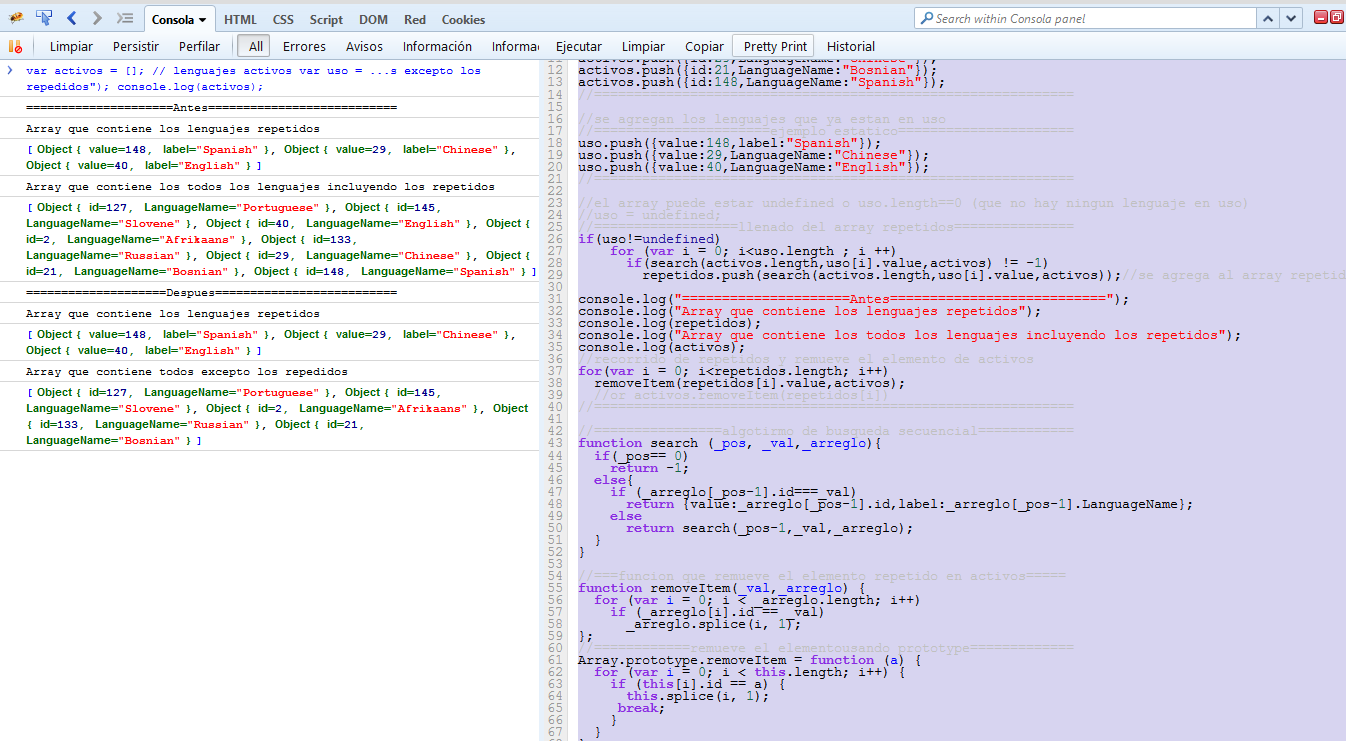 Consola HTML CSS Script DOM Red Cookies Search within Consola panel
Limpiar Persistir Perfilar All Errores Avisos Información Informa Ejecutar Limpiar Copiar Pretty Print Historial
var activos = []; // lenguajes activos var uso = ...s excepto los
repedidos"); console.log(activos);
=====================Antes===========================
Array que contiene los lenguajes repetidos
[ Object { value=148, label="Spanish" }, Object { value=29, label="Chinese" },
Object { value=40, label="English" } ]
Array que contiene los todos los lenguajes incluyendo los repetidos
[ Object { id=127, LanguageName="Portuguese" }, Object { id=145,
LanguageName="Slovene" }, Object { id=40, LanguageName="English" }, Object {
id=2, LanguageName="Afrikaans" }, Object { id=133,
LanguageName="Russian" }, Object { id=29, LanguageName="Chinese" }, Object {
id=21, LanguageName="Bosnian" }, Object { id=148, LanguageName="Spanish" } ]
====================Despues==========================
Array que contiene los lenguajes repetidos
[ Object { value=148, label="Spanish" }, Object { value=29, label="Chinese" },
Object { value=40, label="English" } ]
Array que contiene todos excepto los repedidos
[ Object { id=127, LanguageName="Portuguese" }, Object { id=145,
LanguageName="Slovene" }, Object { id=2, LanguageName="Afrikaans" }, Object
{ id=133, LanguageName="Russian" }, Object { id=21,
LanguageName="Bosnian" } ]
12 activos.push({id:21,LanguageName:"Bosnian"});
13 activos.push({id:148,LanguageName:"Spanish"});
14 //============================================================
15
16 //se agregan los lenguajes que ya estan en uso
17 //======================ejemplo estatico======================
18 uso.push({value:148,label:"Spanish"});
19 uso.push({value:29,LanguageName:"Chinese"});
20 uso.push({value:40,LanguageName:"English"});
21 //============================================================
22
23 //el array puede estar undefined o uso.length==0 (que no hay ningun lenguaje en uso)
24 //uso = undefined;
25 //==================llenado del array repetidos===============
26 if(uso!=undefined)
27 for (var i = 0; i<uso.length ; i ++)
28 if(search(activos.length,uso[i].value,activos) != -1)
29 repetidos.push(search(activos.length,uso[i].value,activos));//se agrega al array repetid
30
31 console.log("=====================Antes===========================");
32 console.log("Array que contiene los lenguajes repetidos");
33 console.log(repetidos);
34 console.log("Array que contiene los todos los lenguajes incluyendo los repetidos");
35 console.log(activos);
36 //recorrido de repetidos y remueve el elemento de activos
37 for(var i = 0; i<repetidos.length; i++)
38 removeItem(repetidos[i].value,activos);
39 //or activos.removeItem(repetidos[i])
40 //============================================================
41
42 //================algotirmo de busqueda secuencial============
43 function search (_pos, _val,_arreglo){
44 if(_pos== 0)
45 return -1;
46 else{
47 if (_arreglo[_pos-1].id===_val)
48 return {value:_arreglo[_pos-1].id,label:_arreglo[_pos-1].LanguageName};
49 else
50 return search(_pos-1,_val,_arreglo);
51 }
52 }
53
54 //===funcion que remueve el elemento repetido en activos=====
55 function removeItem(_val,_arreglo) {
56 for (var i = 0; i < _arreglo.length; i++)
57 if (_arreglo[i].id == _val)
58 _arreglo.splice(i, 1);
59 };
60 //============remueve el elementousando prototype=============
61 Array.prototype.removeItem = function (a) {
62 for (var i = 0; i < this.length; i++) {
63 if (this[i].id == a) {
64 this.splice(i, 1);
65 break;
66 }
67 }